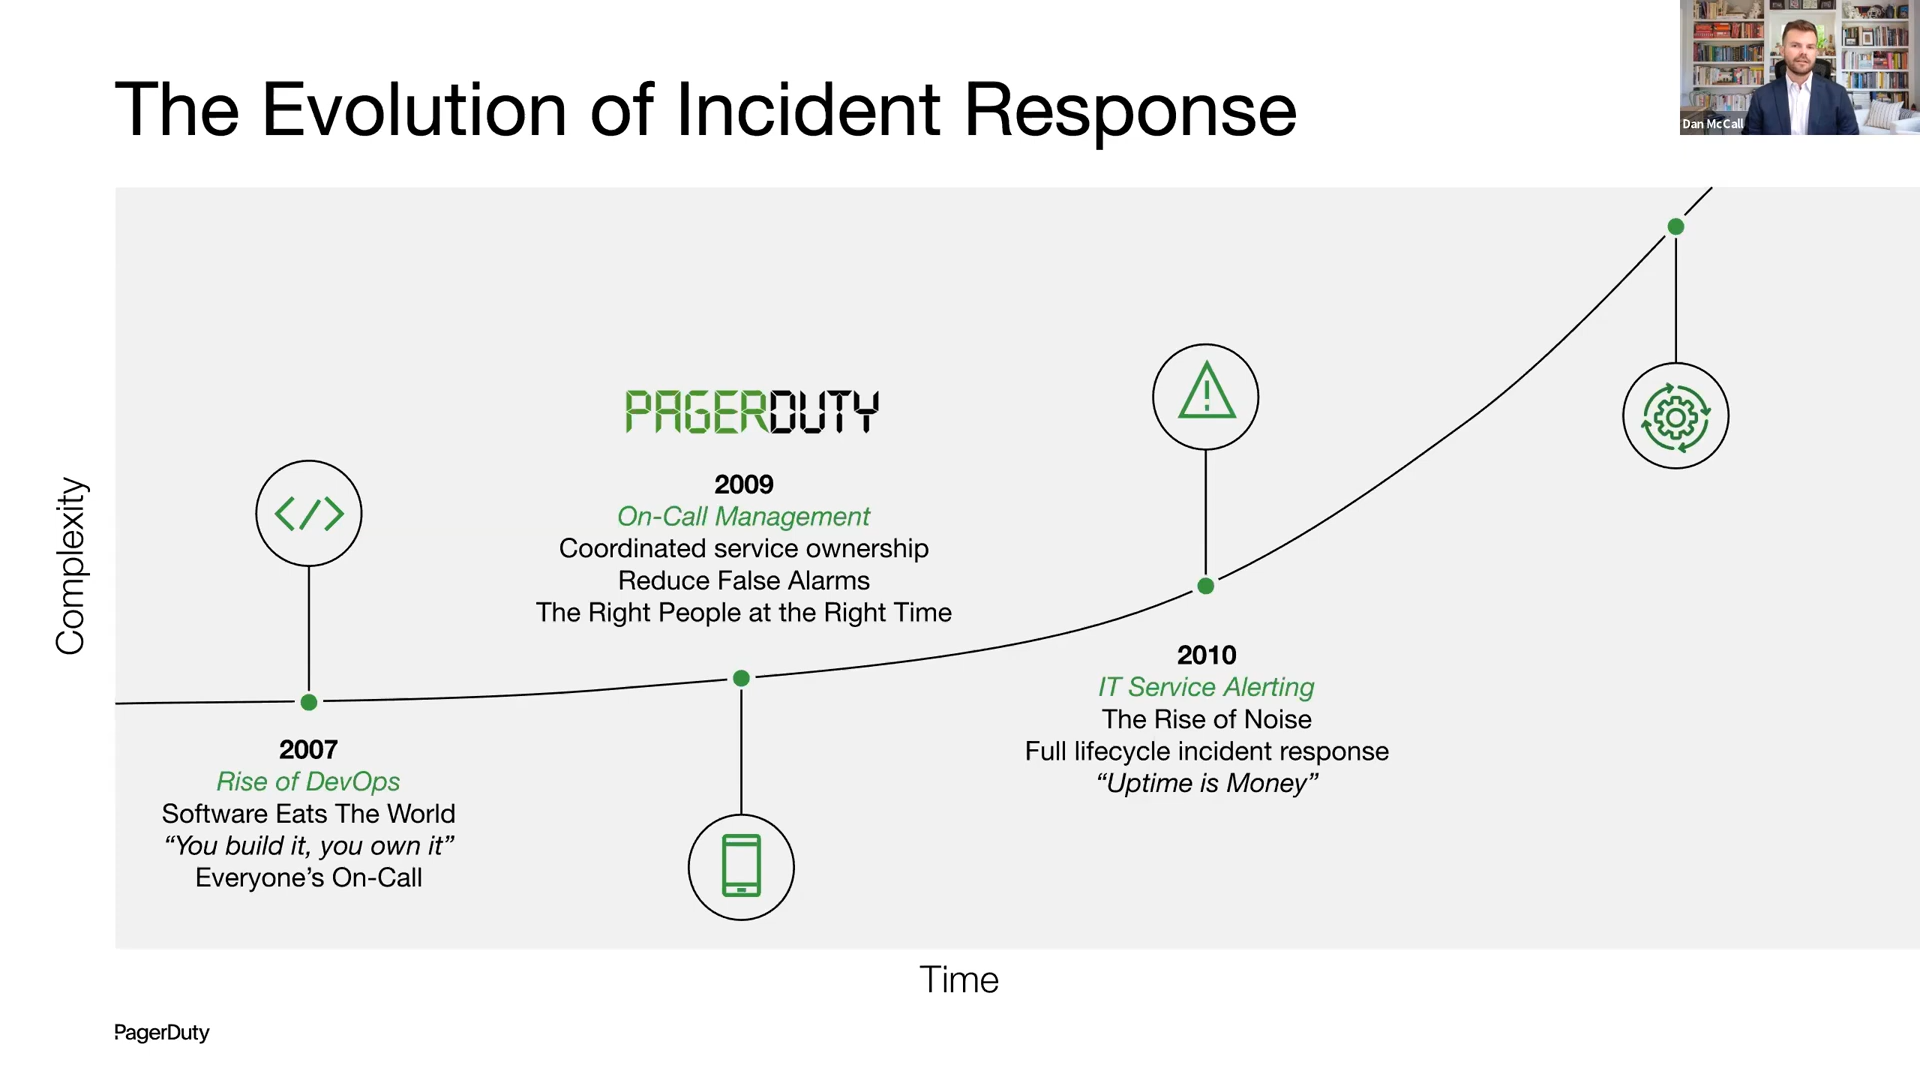 The Evolution of Incident Response
Dan McCall
Complexity
PAGERDUTY
2009
On-Call Management
Coordinated service ownership
Reduce False Alarms
The Right People at the Right Time
2010
IT Service Alerting
The Rise of Noise
Full lifecycle incident response
“Uptime is Money”
2007
Rise of DevOps
Software Eats The World
“You build it, you own it”
Everyone’s On-Call
Time
PagerDuty